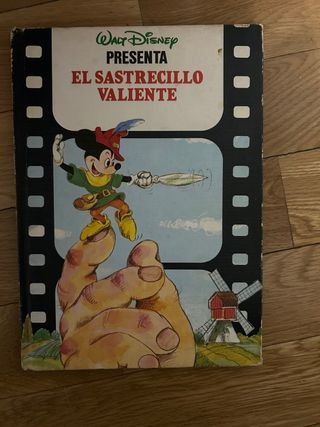 WALT DISNEY
PRESENTA
EL SASTRECILLO
VALIENTE